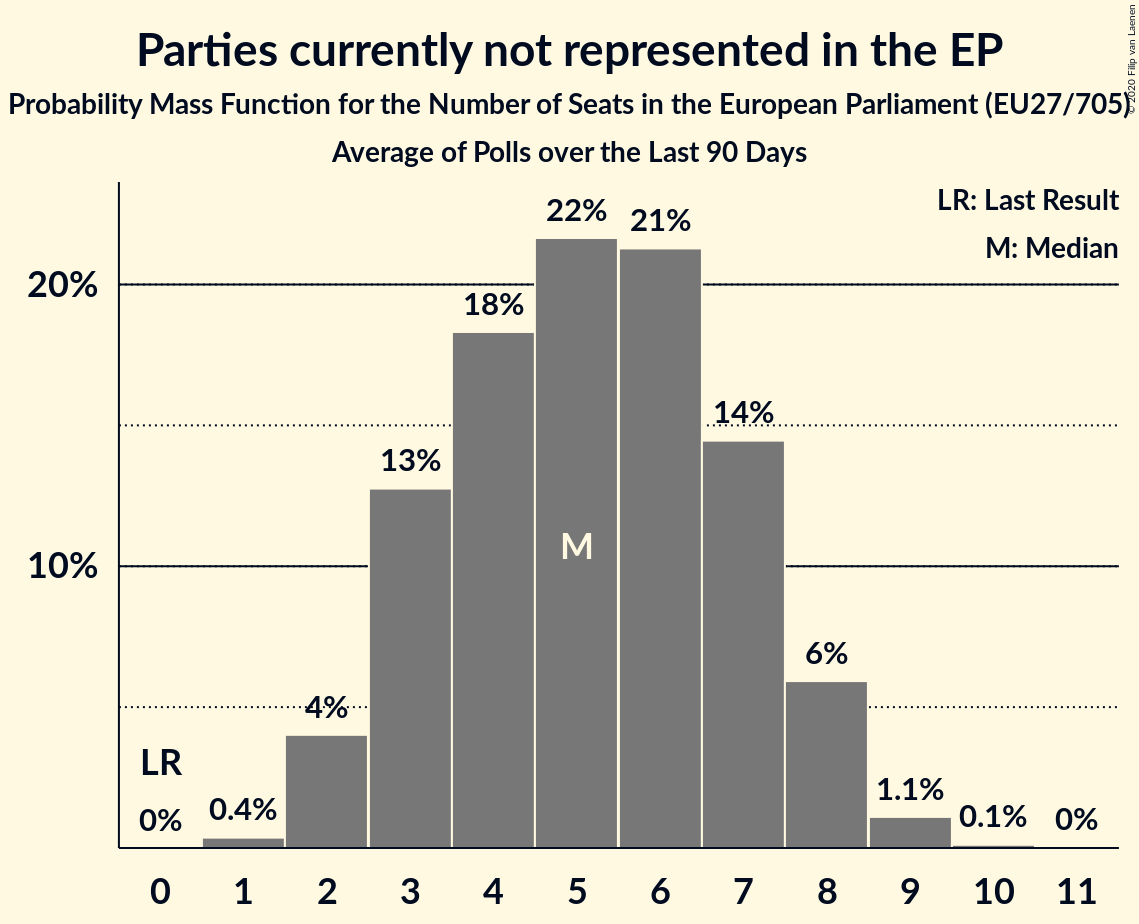 Parties currently not represented in the EP
Probability Mass Function for the Number of Seats in the European Parliament (EU27/705)
Average of Polls over the Last 90 Days
© 2020 Filip van Laenen
LR: Last Result
M: Median
22%
21%
20%
18%
14%
13%
M
10%
6%
4%
LR
0%
0.4%
1.1%
0.1%
0%
0 1 2 3 4 5 6 7 8 9 10 11